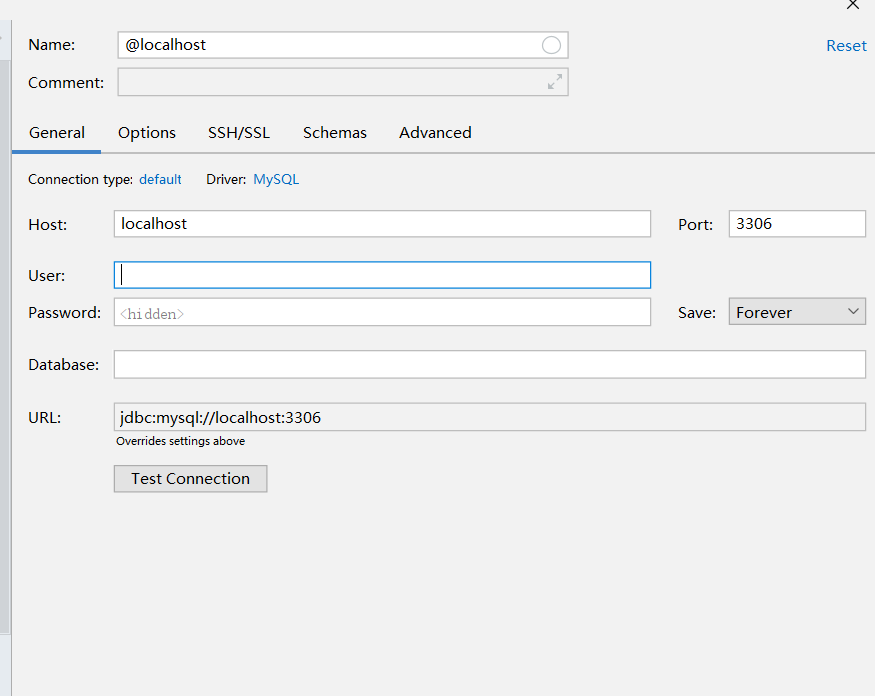 Name: @localhost
Reset
Comment:
General Options SSH/SSL Schemas Advanced
Connection type: default Driver: MySQL
Host: localhost Port: 3306
User:
Password: <hidden> Save: Forever
Database:
URL: jdbc:mysql://localhost:3306
Overrides settings above
Test Connection